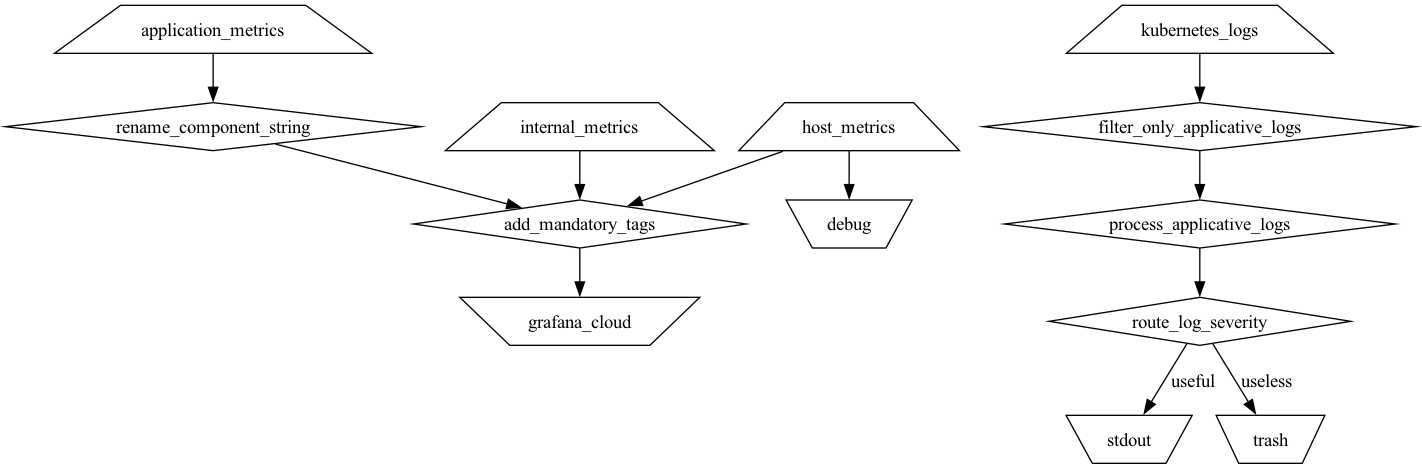 application_metrics
kubernetes_logs
rename_component_string
internal_metrics
host_metrics
filter_only_applicative_logs
add_mandatory_tags
debug
process_applicative_logs
grafana_cloud
route_log_severity
useful
useless
stdout
trash